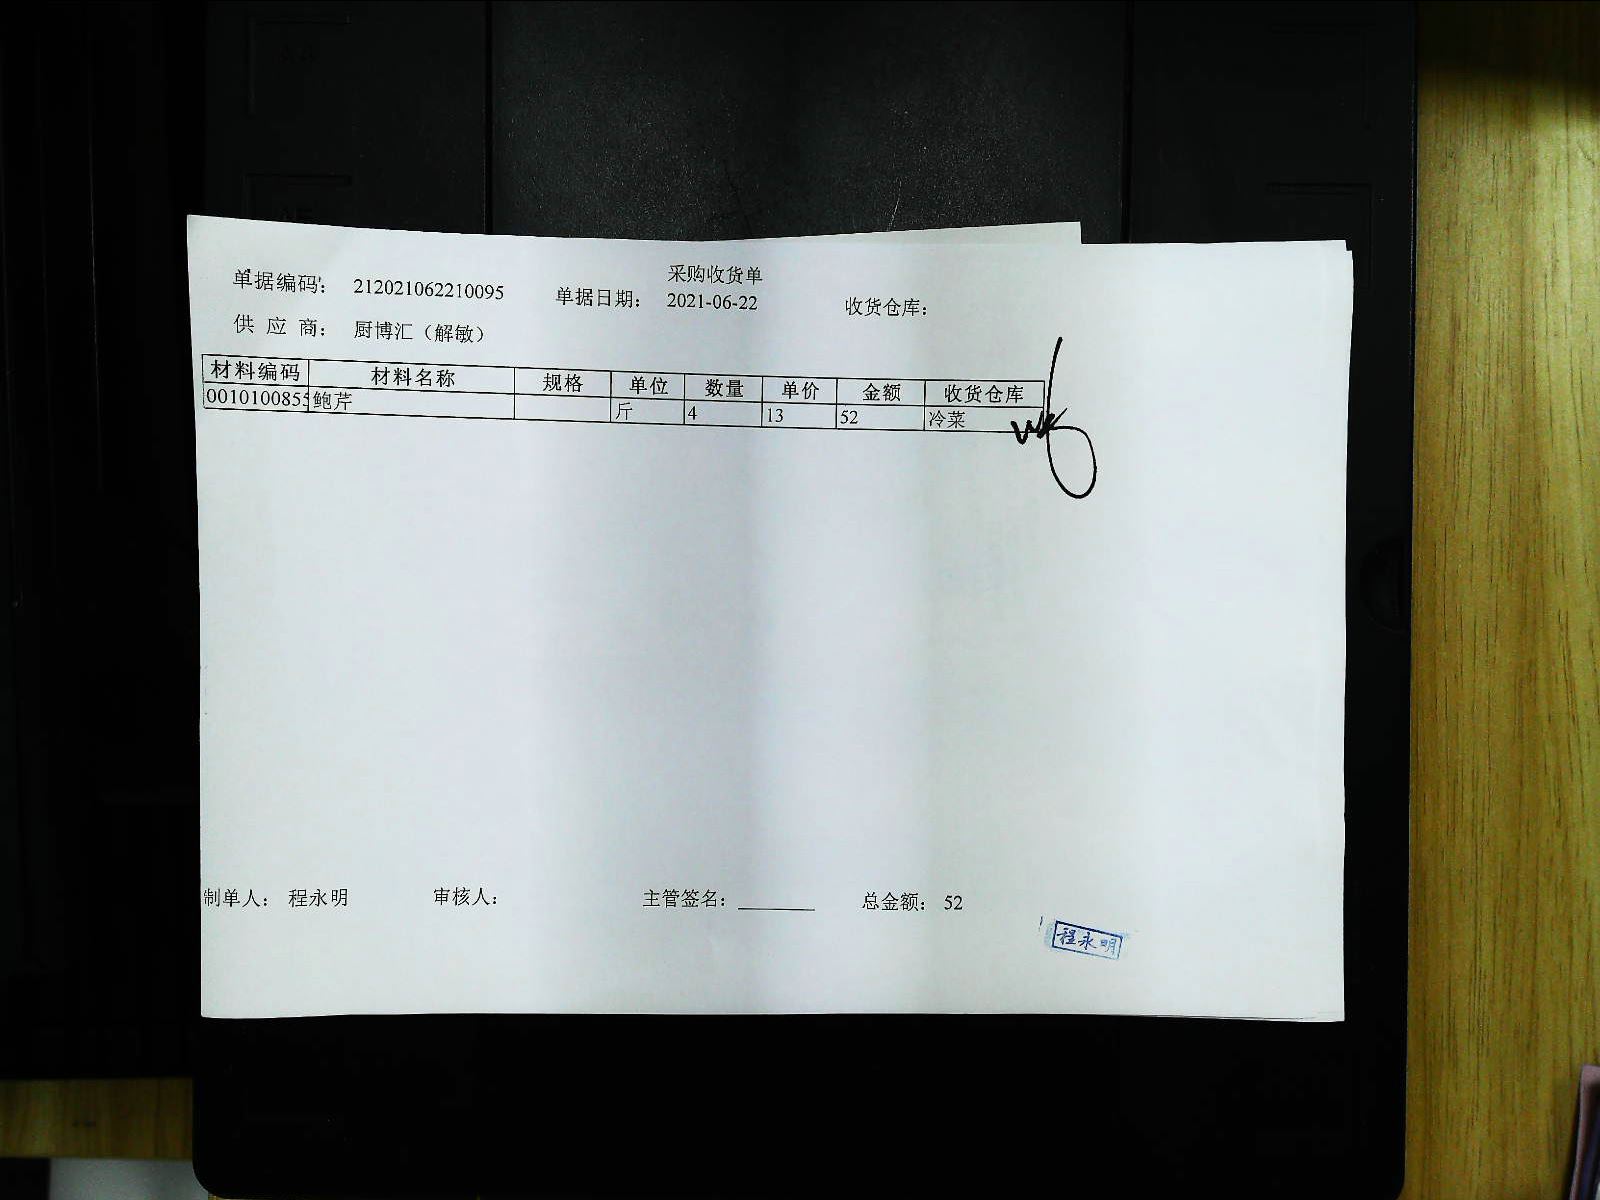 采购收货单
单据编码： 212021062210095 单据日期： 2021-06-22 收货仓库：
供 应 商： 厨博汇（解敏）
材料编码 材料名称 规格 单位 数量 单价 金额 收货仓库
0010100855 鲍芹 斤 4 13 52 冷菜
制单人： 程永明 审核人： 主管签名： 总金额： 52
程永明